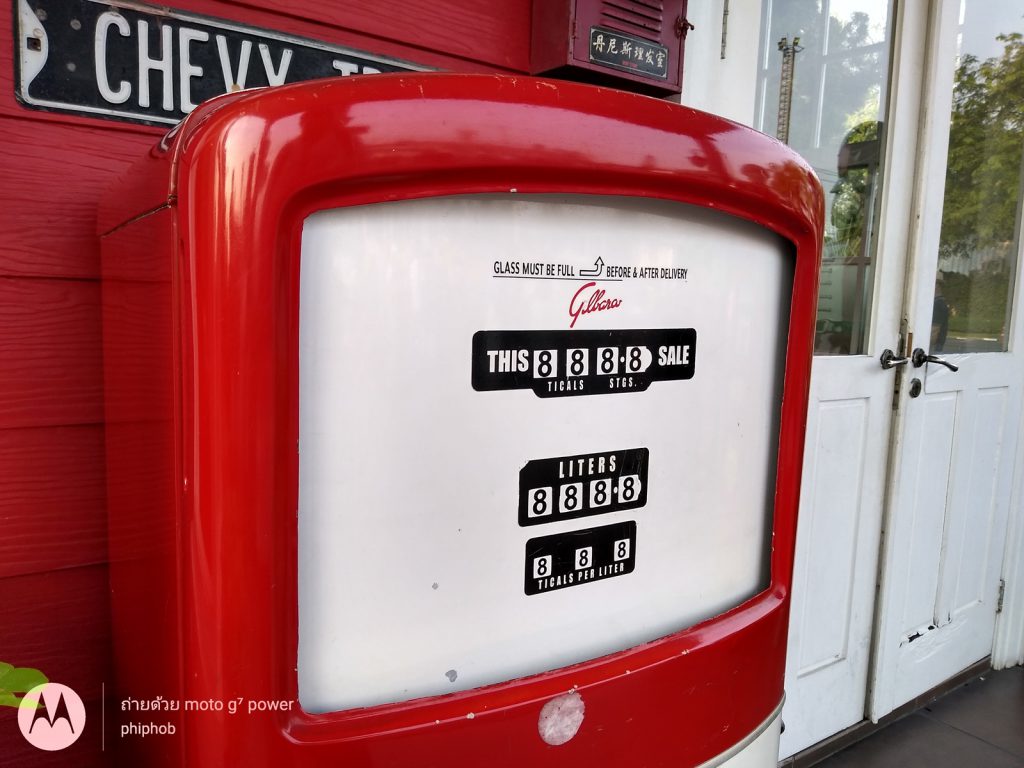 CHEVY
丹尼斯理发室
GLASS MUST BE FULL BEFORE & AFTER DELIVERY
Gilbarco
THIS 8 8 8.8 SALE
TICALS STGS.
LITERS
8 8 8.8
8 8 8
TICALS PER LITER
ถ่ายด้วย moto g7 power
phiphob